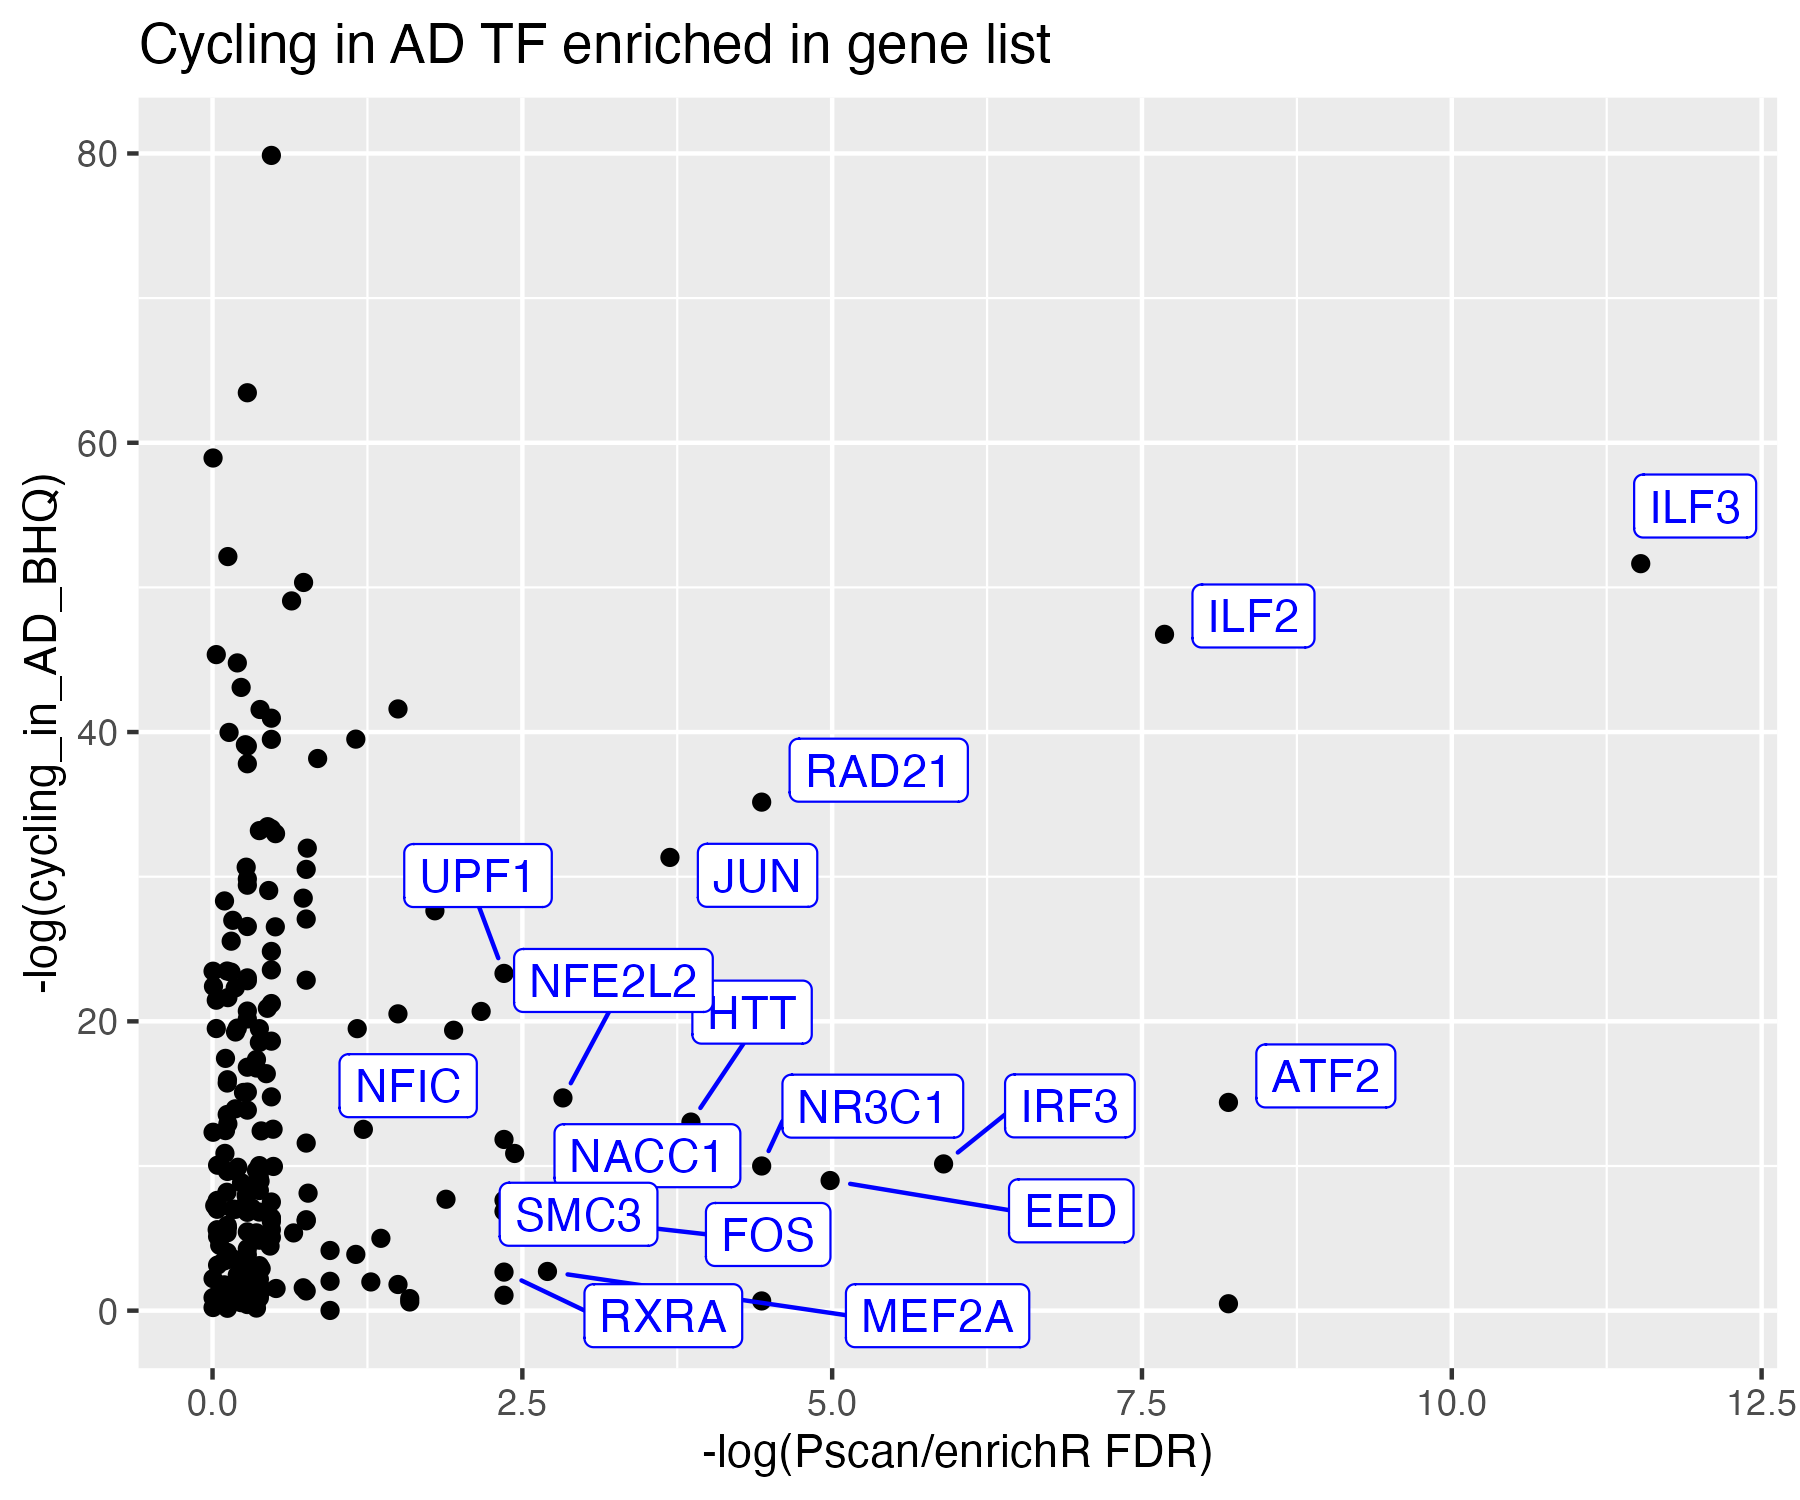 Cycling in AD TF enriched in gene list
-log(cycling_in_AD_BHQ)
80
60
40
20
0
ILF3
ILF2
RAD21
UPF1
JUN
NFE2L2
HTT
NFIC
NR3C1
IRF3
ATF2
NACC1
SMC3
FOS
EED
RXRA
MEF2A
0.0
2.5
5.0
7.5
10.0
12.5
-log(Pscan/enrichR FDR)